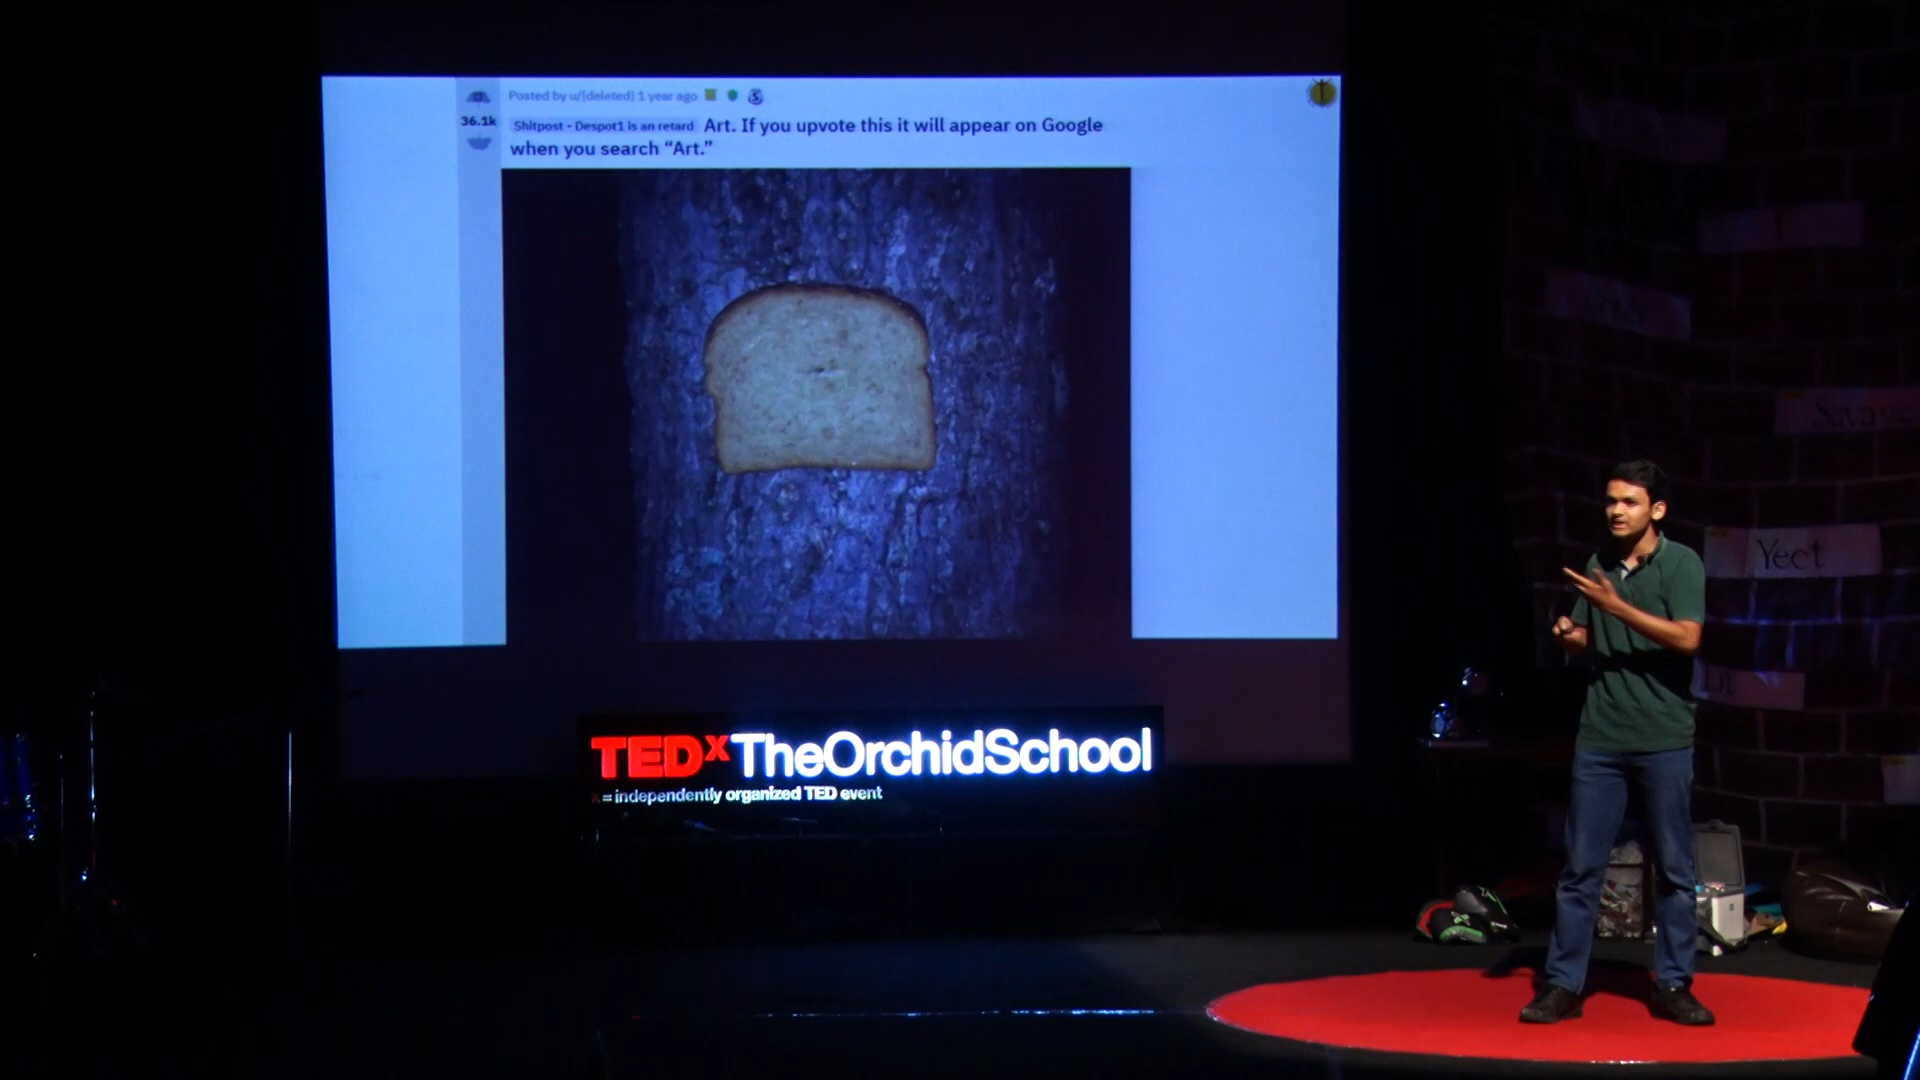 Posted by u/[deleted] 1 year ago
36.1k
Shitpost - Despot1 is an retard Art. If you upvote this it will appear on Google
when you search “Art.”
Yeet
Lit
TEDxTheOrchidSchool
x = independently organized TED event